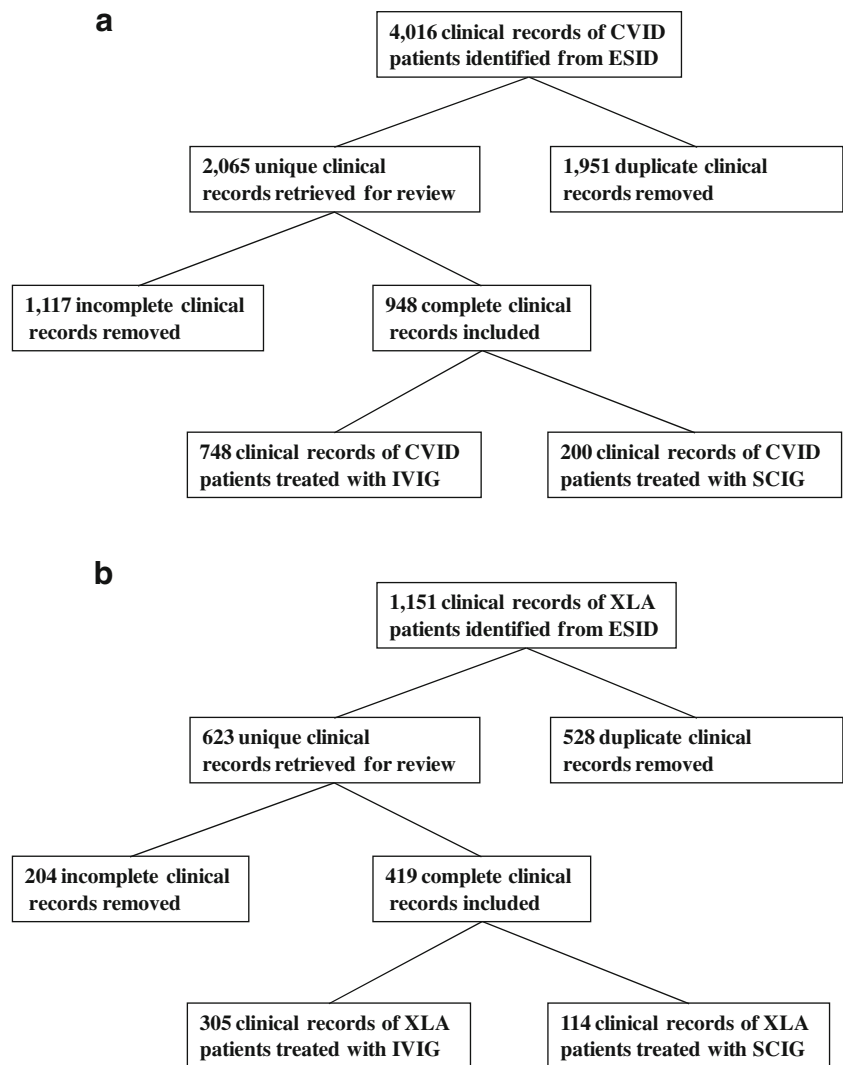 a
4,016 clinical records of CVID
patients identified from ESID
2,065 unique clinical
records retrieved for review
1,951 duplicate clinical
records removed
1,117 incomplete clinical
records removed
948 complete clinical
records included
748 clinical records of CVID
patients treated with IVIG
200 clinical records of CVID
patients treated with SCIG
b
1,151 clinical records of XLA
patients identified from ESID
623 unique clinical
records retrieved for review
528 duplicate clinical
records removed
204 incomplete clinical
records removed
419 complete clinical
records included
305 clinical records of XLA
patients treated with IVIG
114 clinical records of XLA
patients treated with SCIG